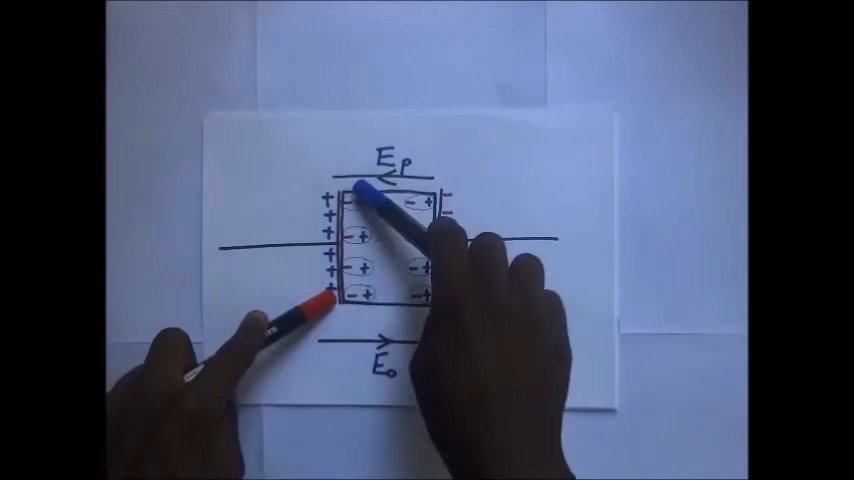 Ep
+ - - + -
+ -
+ - +
+
+ - + - +
+ - + - +
Eo